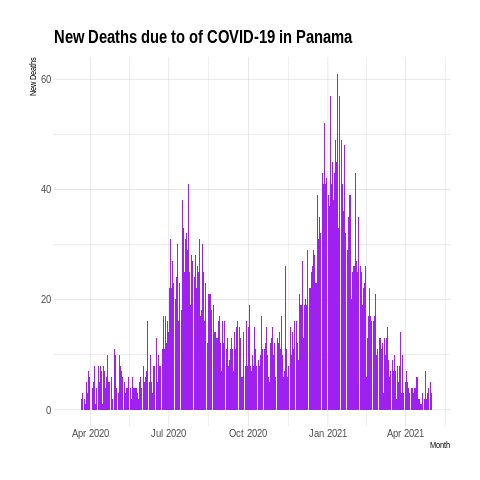 New Deaths due to of COVID-19 in Panama
New Deaths
60
40
20
0
Apr 2020 Jul 2020 Oct 2020 Jan 2021 Apr 2021
Month